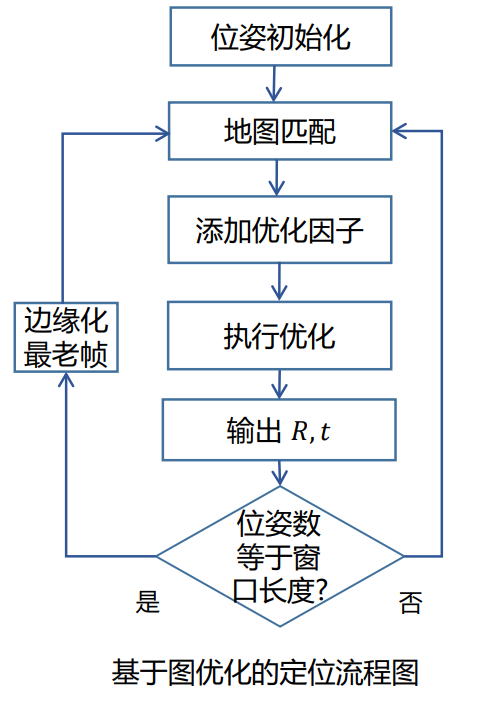 位姿初始化
地图匹配
添加优化因子
执行优化
边缘化
最老帧
输出 R, t
位姿数
等于窗
口长度?
是
否
基于图优化的定位流程图